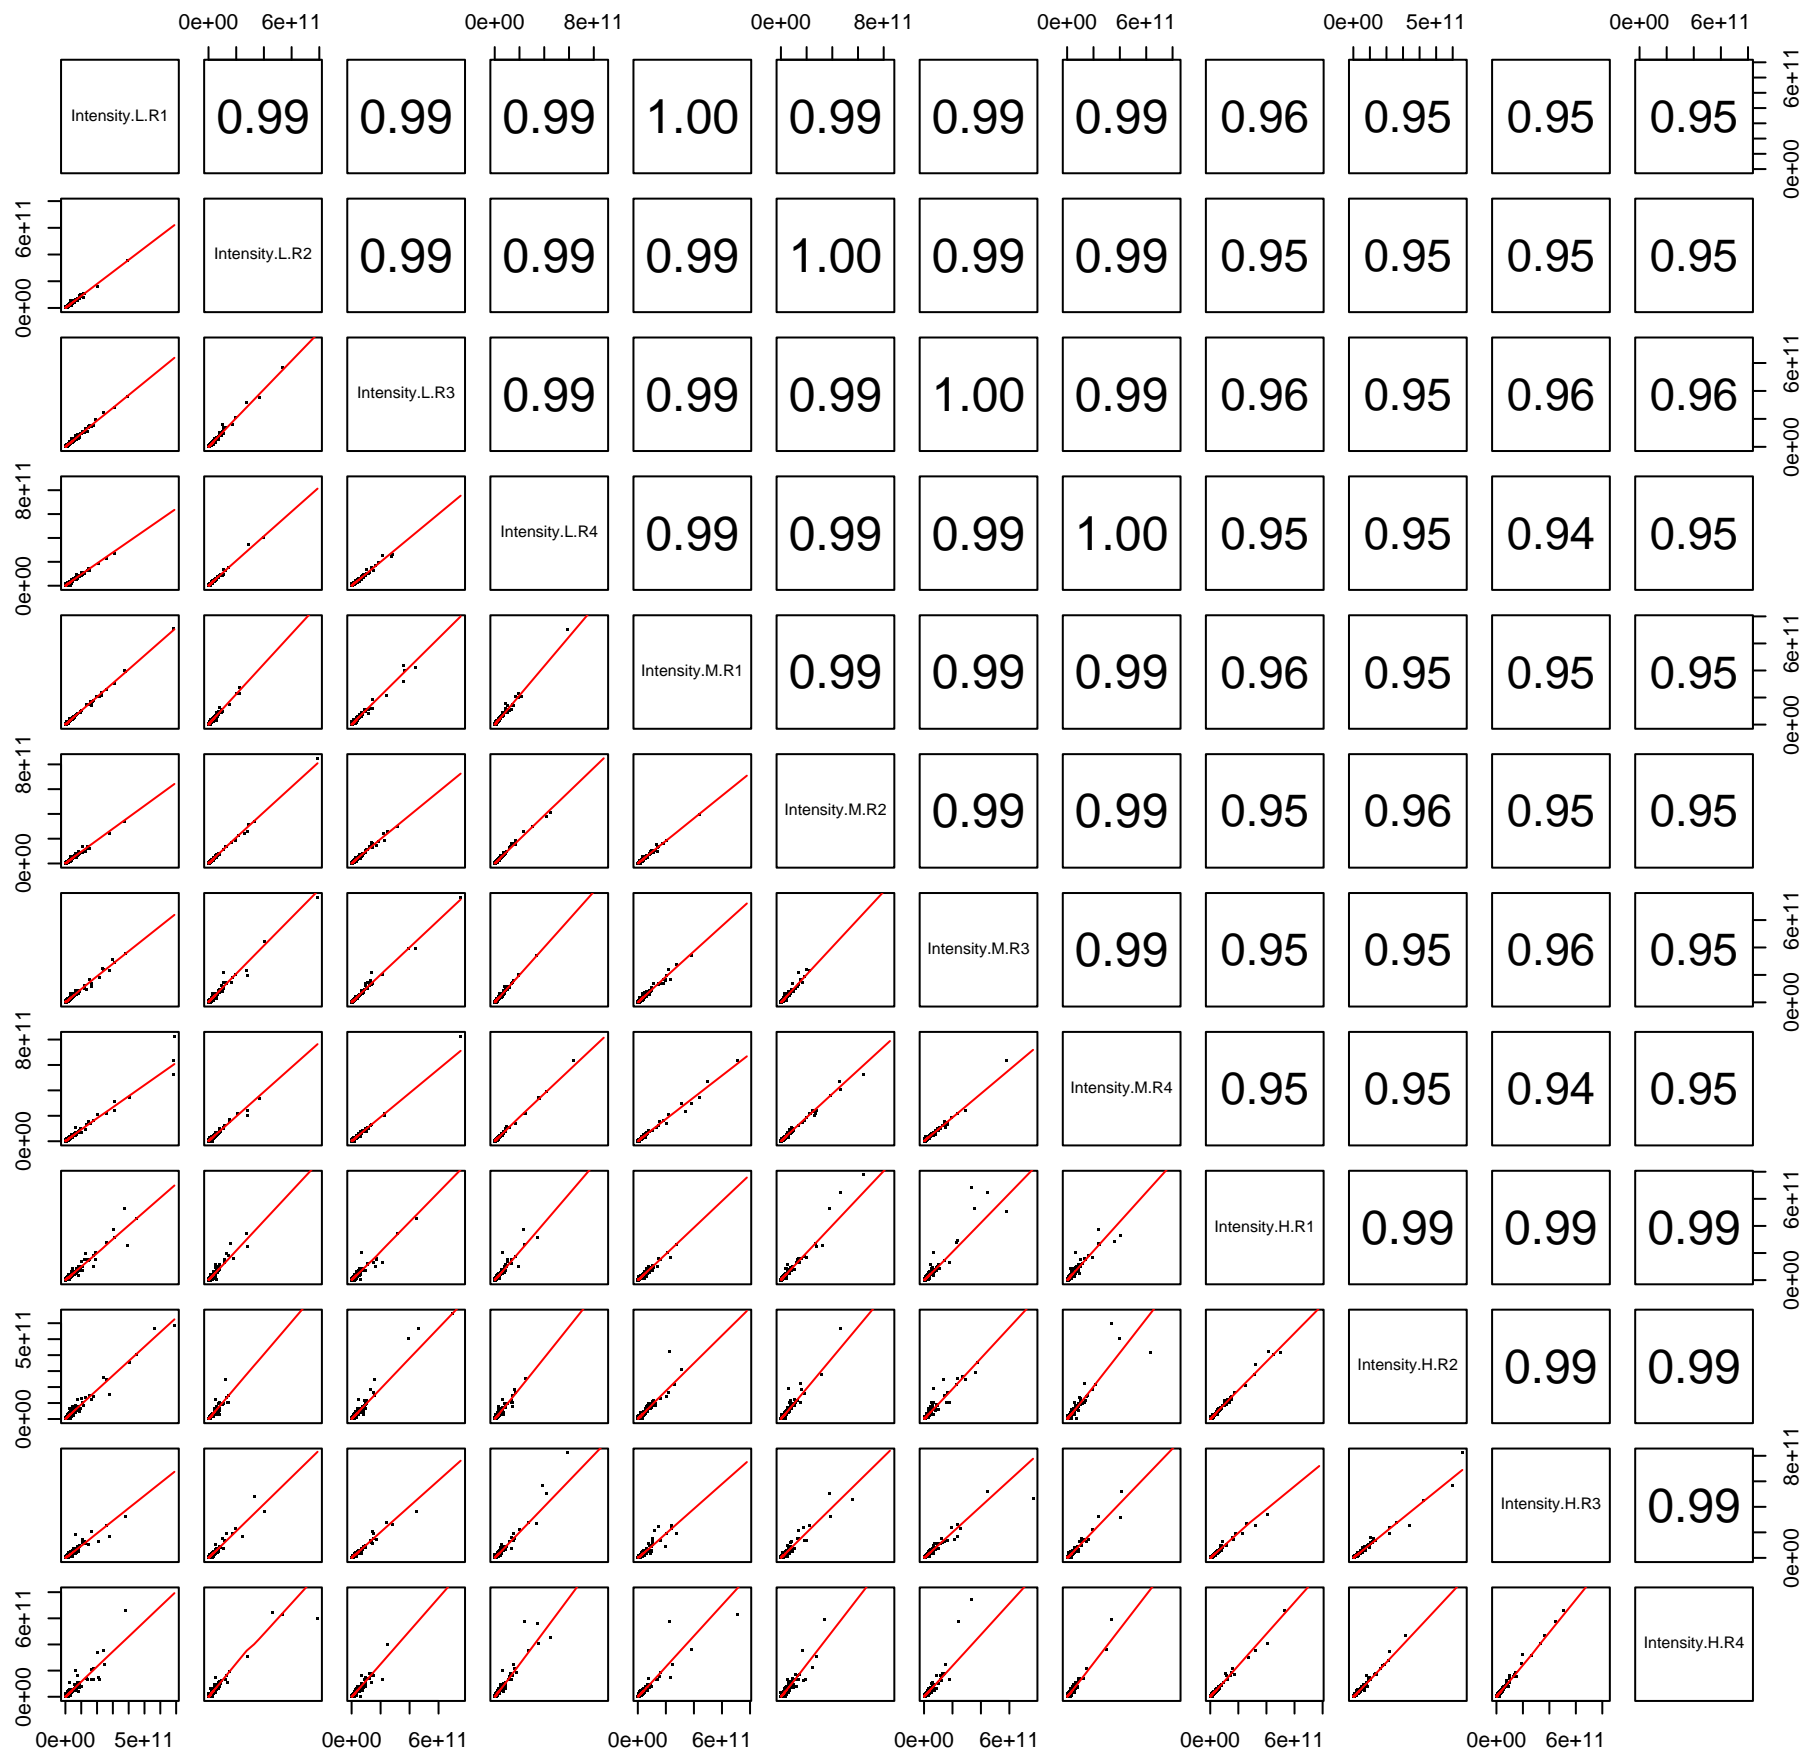 0e+00 6e+11 0e+00 8e+11 0e+00 8e+11 0e+00 6e+11 0e+00 5e+11 0e+00 6e+11
Intensity.L.R1 0.99 0.99 0.99 1.00 0.99 0.99 0.99 0.96 0.95 0.95 0.95 0e+00 6e+11
0e+00 6e+11 Intensity.L.R2 0.99 0.99 0.99 1.00 0.99 0.99 0.95 0.95 0.95 0.95
Intensity.L.R3 0.99 0.99 0.99 1.00 0.99 0.96 0.95 0.96 0.96 0e+00 6e+11
0e+00 8e+11 Intensity.L.R4 0.99 0.99 0.99 1.00 0.95 0.95 0.94 0.95
Intensity.M.R1 0.99 0.99 0.99 0.96 0.95 0.95 0.95 0e+00 6e+11
0e+00 8e+11 Intensity.M.R2 0.99 0.99 0.95 0.96 0.95 0.95
Intensity.M.R3 0.99 0.95 0.95 0.96 0.95 0e+00 6e+11
0e+00 8e+11 Intensity.M.R4 0.95 0.95 0.94 0.95
Intensity.H.R1 0.99 0.99 0.99 0e+00 6e+11
0e+00 5e+11 Intensity.H.R2 0.99 0.99
Intensity.H.R3 0.99 0e+00 8e+11
0e+00 6e+11 Intensity.H.R4
0e+00 5e+11 0e+00 6e+11 0e+00 6e+11 0e+00 6e+11 0e+00 6e+11 0e+00 6e+11